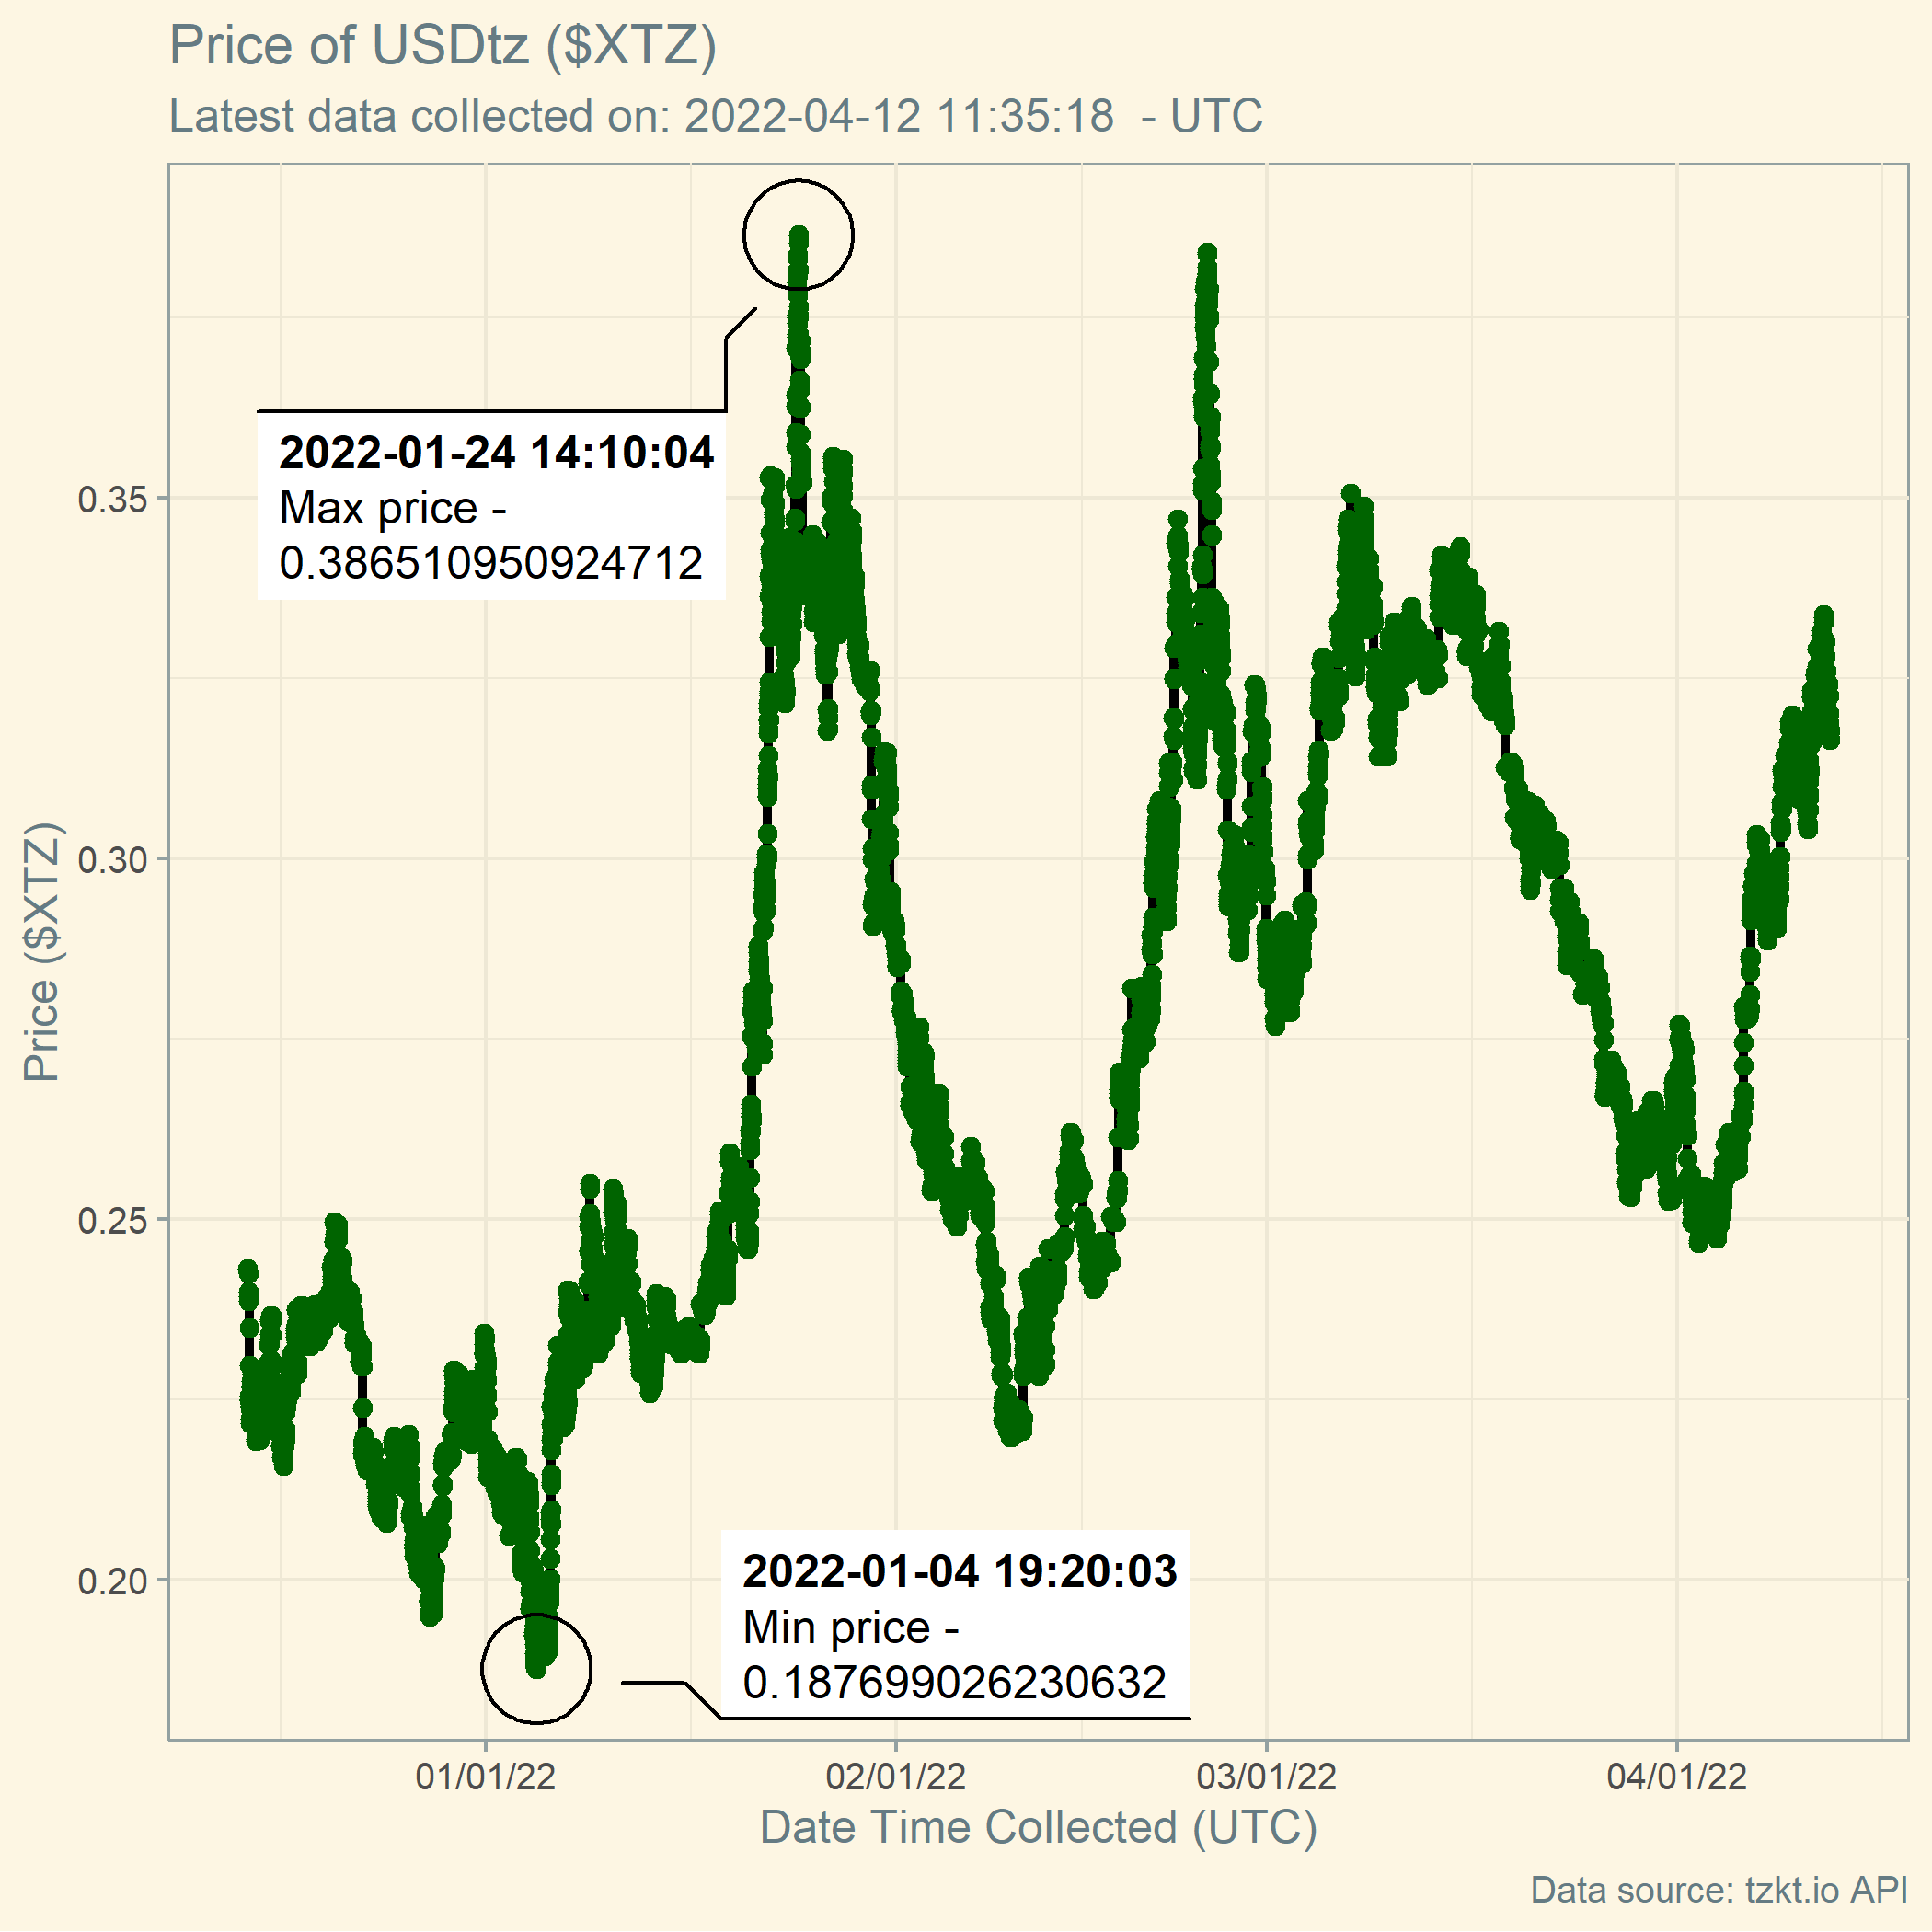 Price of USDtz ($XTZ)
Latest data collected on: 2022-04-12 11:35:18  - UTC
2022-01-24 14:10:04
Max price -
0.386510950924712
0.35
0.30
Price ($XTZ)
0.25
0.20
2022-01-04 19:20:03
Min price -
0.187699026230632
01/01/22
02/01/22
03/01/22
04/01/22
Date Time Collected (UTC)
Data source: tzkt.io API